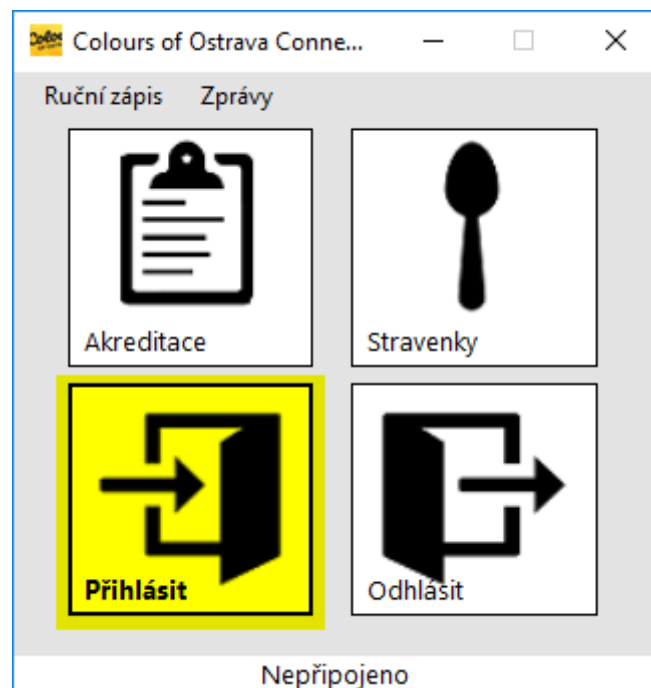 Colours of Ostrava Conne...
Ruční zápis Zprávy
Akreditace
Stravenky
Přihlásit
Odhlásit
Nepřipojeno